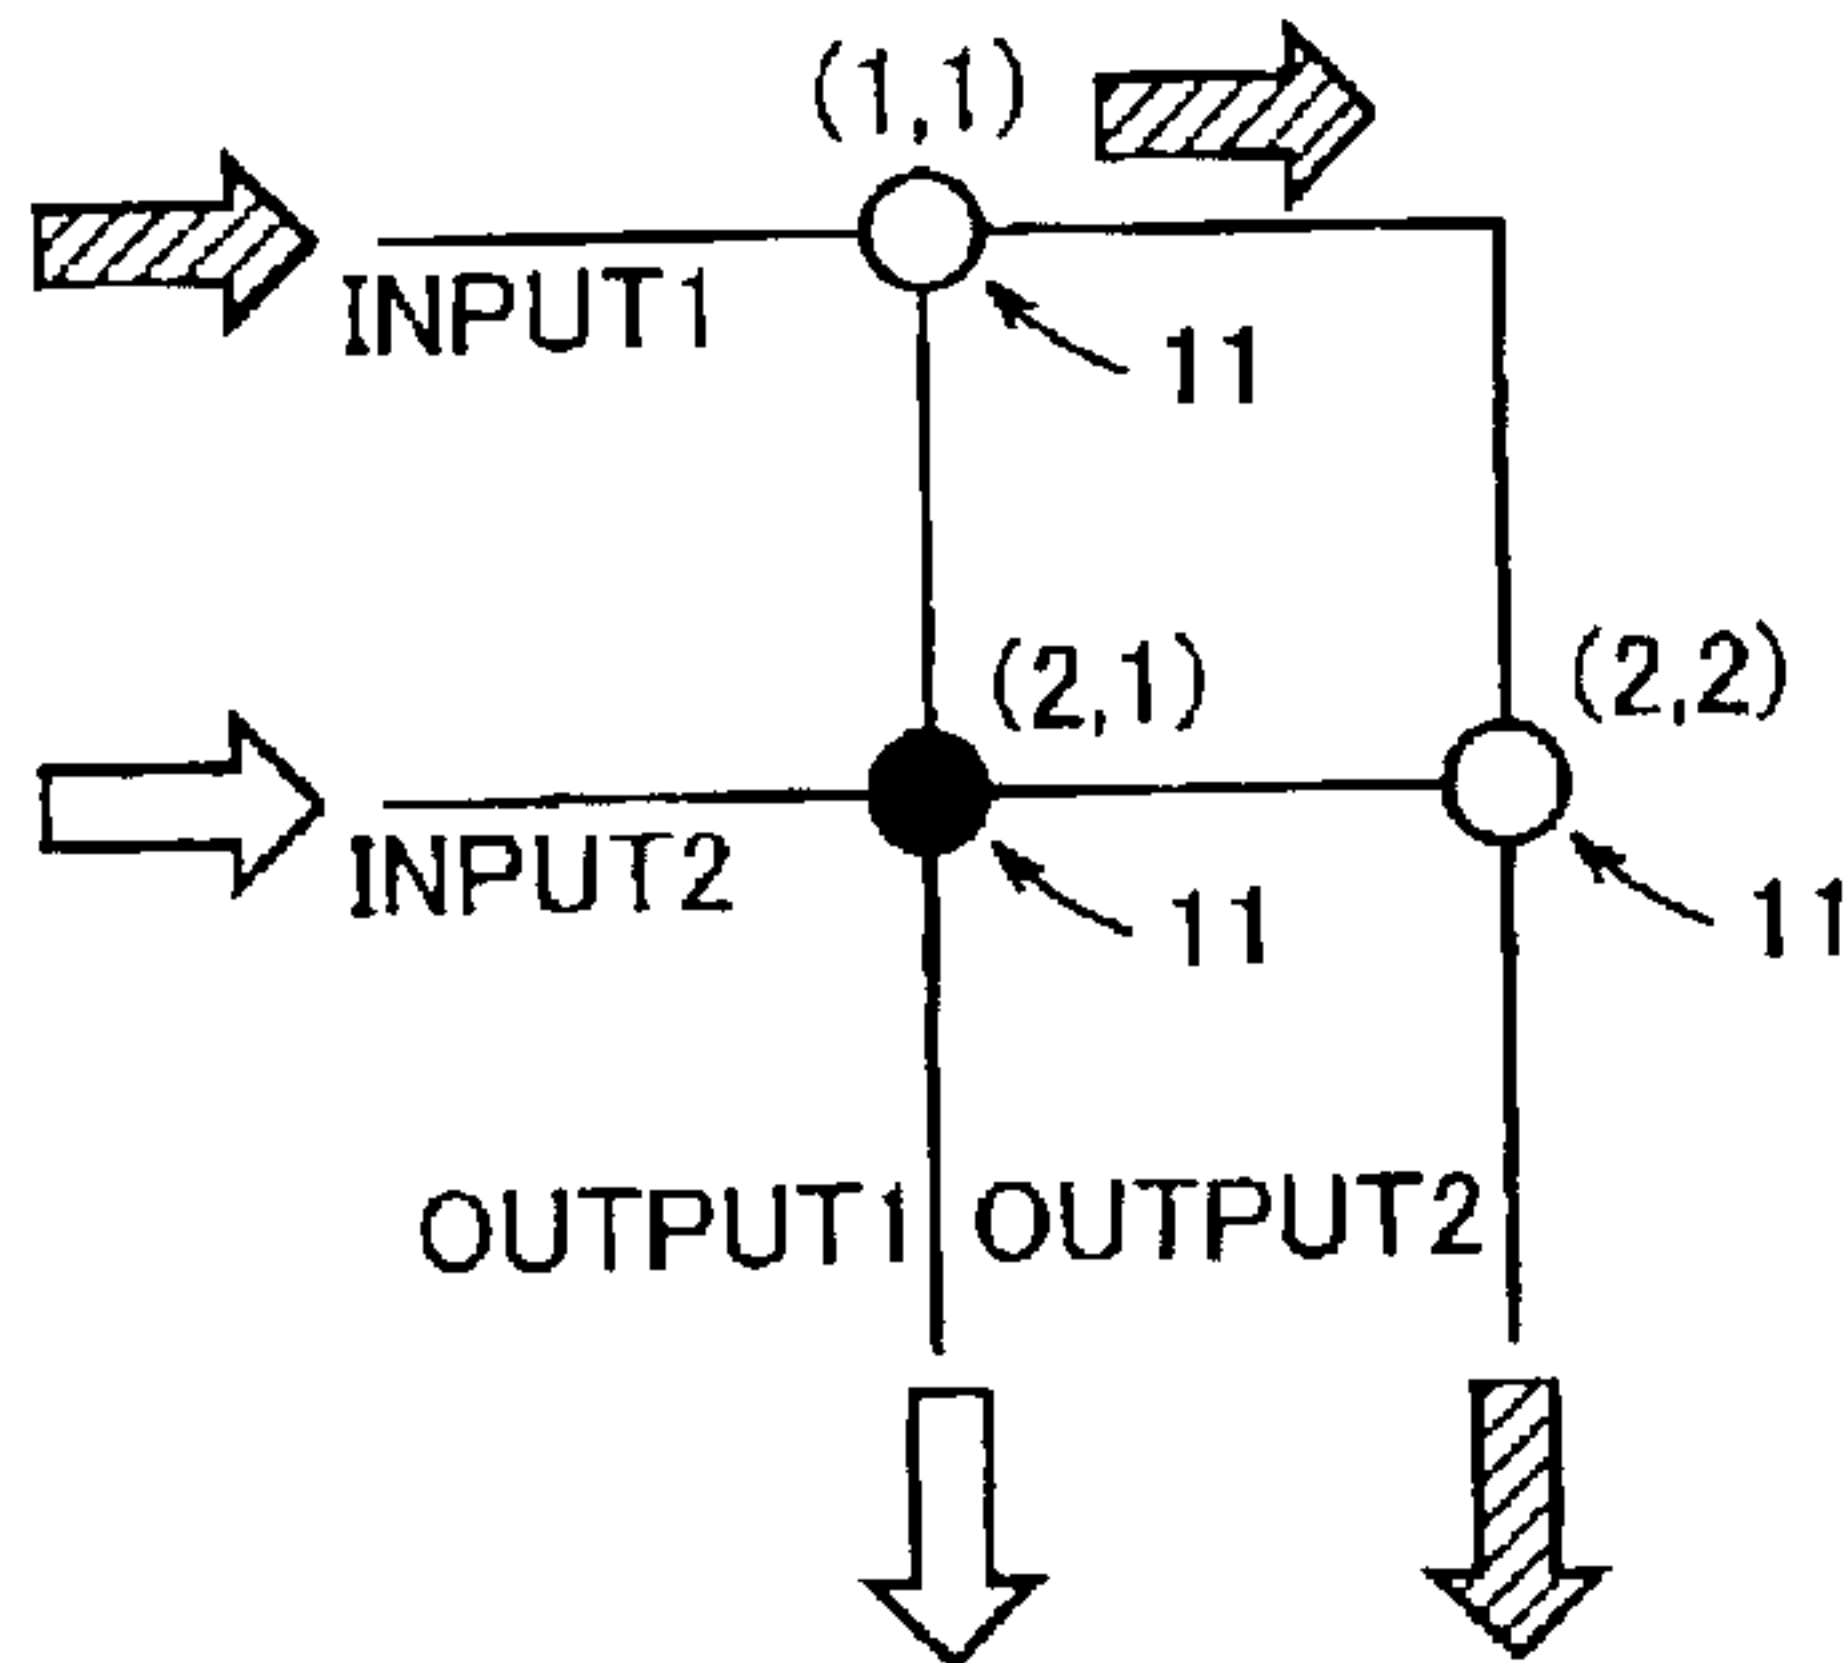 (1,1)
INPUT1
11
(2,1)
(2,2)
INPUT2
11
11
OUTPUT1
OUTPUT2